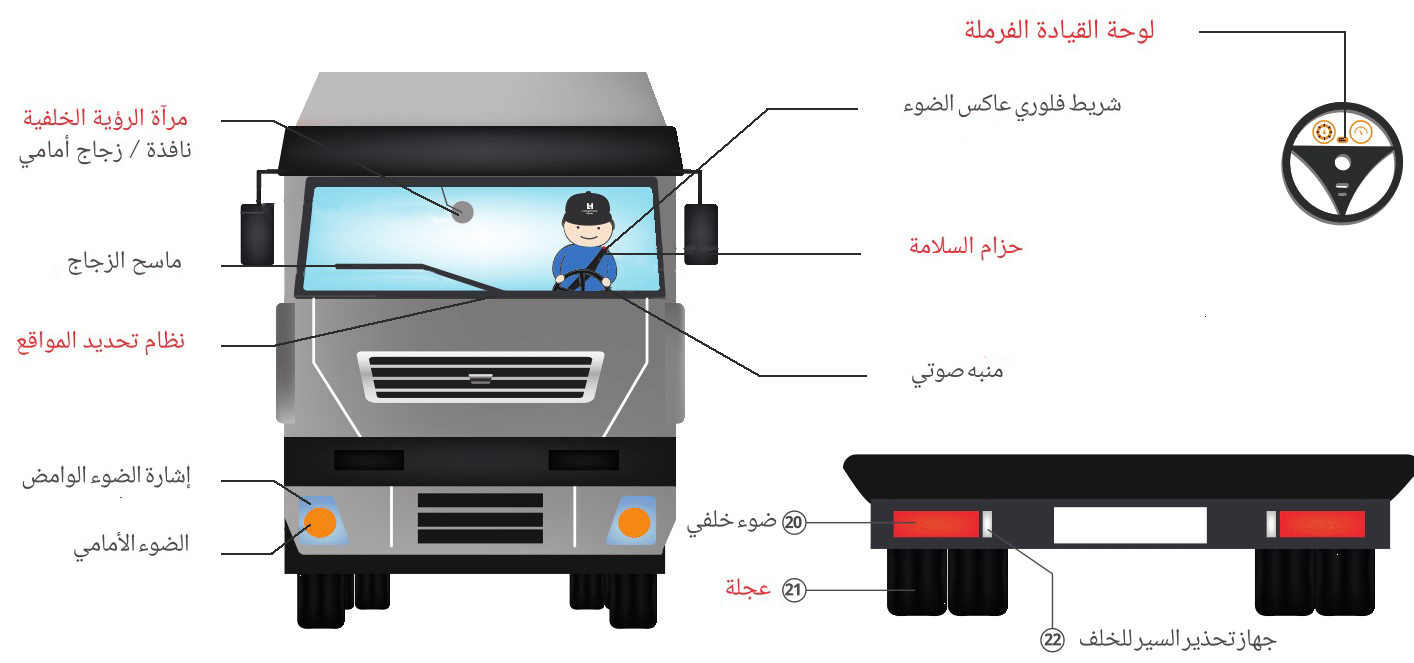 لوحة القيادة الفرملة
شريط فلوري عاكس الضوء
مرآة الرؤية الخلفية
نافذة / زجاج أمامي
حزام السلامة
ماسح الزجاج
نظام تحديد المواقع
منبه صوتي
إشارة الضوء الوامض
الضوء الأمامي
20 ضوء خلفي
21 عجلة
22 جهاز تحذير السير للخلف